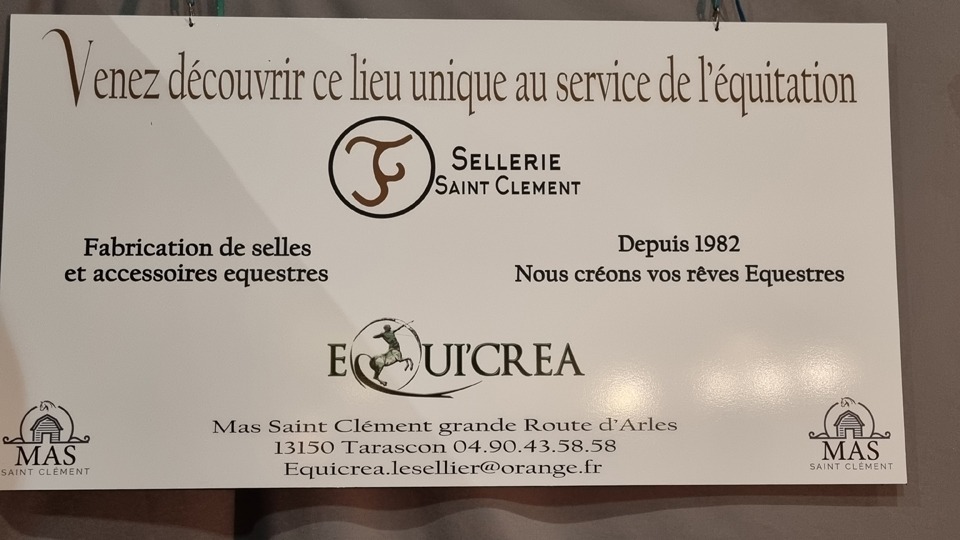 Venez découvrir ce lieu unique au service de l'équitation
SELLERIE
SAINT CLEMENT
Fabrication de selles
et accessoires equestres
Depuis 1982
Nous créons vos rêves Equestres
EQUI'CREA
Mas Saint Clément grande Route d'Arles
13150 Tarascon 04.90.43.58.58
Equicrea.lesellier@orange.fr
MAS
SAINT CLÉMENT
MAS
SAINT CLÉMENT